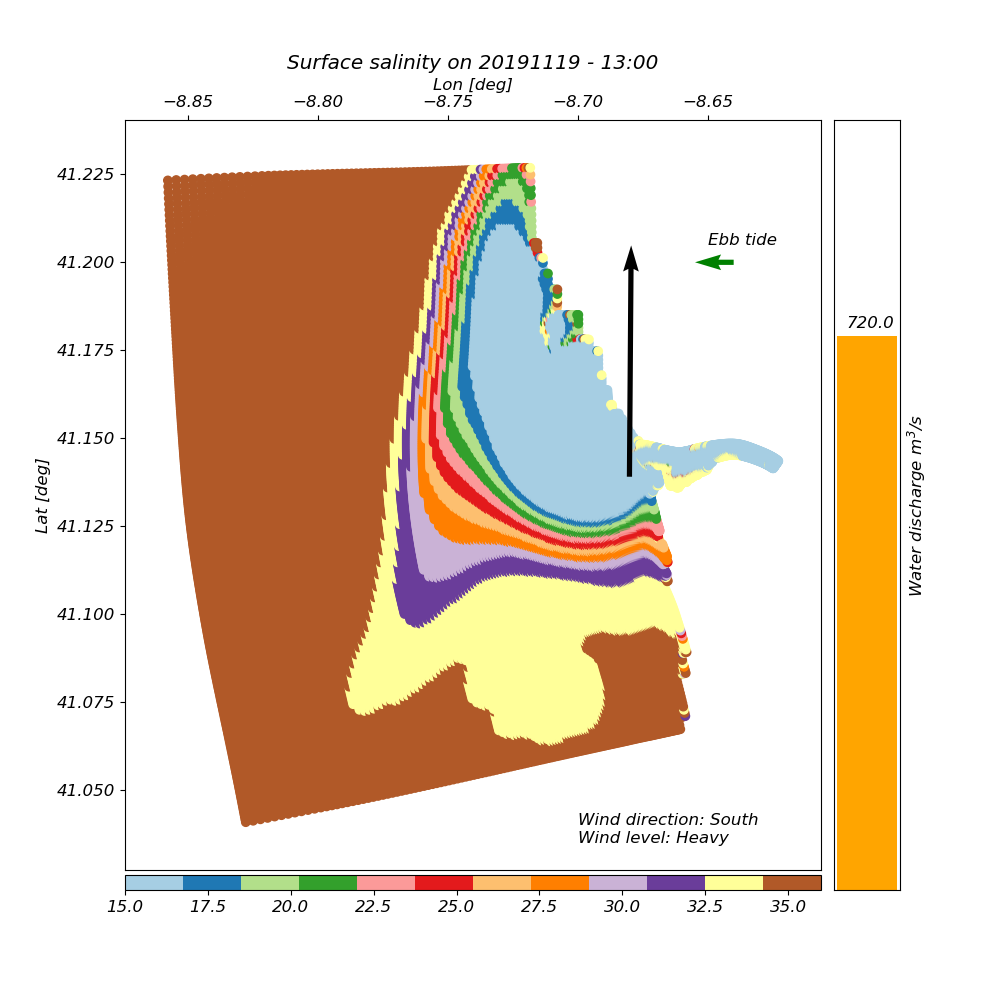 Surface salinity on 20191119 - 13:00
Lon [deg]
−8.85 −8.80 −8.75 −8.70 −8.65
41.225
Ebb tide
41.200
720.0
41.175
41.150
Lat [deg]
Water discharge m³/s
41.125
41.100
41.075
41.050
Wind direction: South
Wind level: Heavy
15.0 17.5 20.0 22.5 25.0 27.5 30.0 32.5 35.0